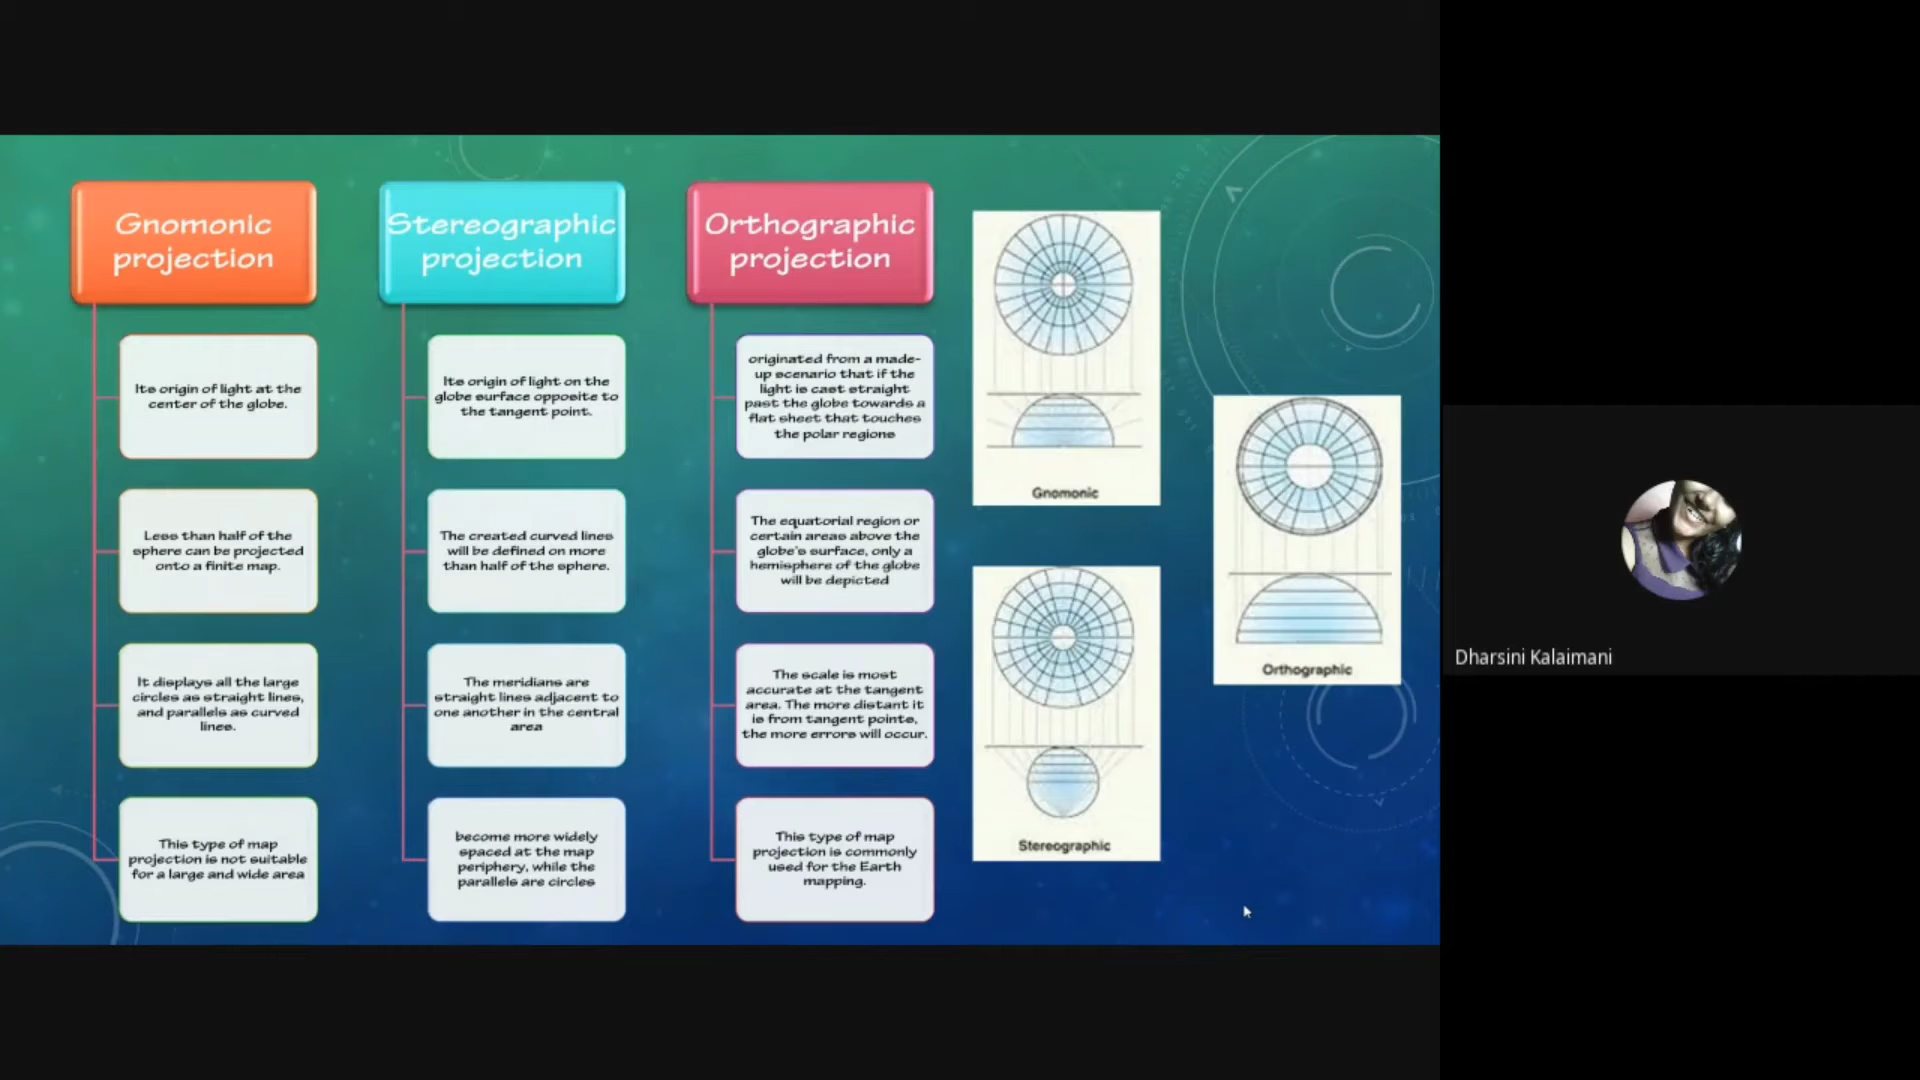 Gnomonic
projection
Its origin of light at the
center of the globe.
Less than half of the
sphere can be projected
onto a finite map.
It displays all the large
circles as straight lines,
and parallels as curved
lines.
This type of map
projection is not suitable
for a large and wide area
Stereographic
projection
Its origin of light on the
globe surface opposite to
the tangent point.
The created curved lines
will be defined on more
than half of the sphere.
The meridians are
straight lines adjacent to
one another in the central
area
become more widely
spaced at the map
periphery, while the
parallels are circles
Orthographic
projection
originated from a made-
up scenario that if the
light is cast straight
past the globe towards a
flat sheet that touches
the polar regions
The equatorial region or
certain areas above the
globe's surface, only a
hemisphere of the globe
will be depicted
The scale is most
accurate at the tangent
area. The more distant it
is from tangent points,
the more errors will occur.
This type of map
projection is commonly
used for the Earth
mapping.
Gnomonic
Stereographic
Orthographic
Dharsini Kalaimani